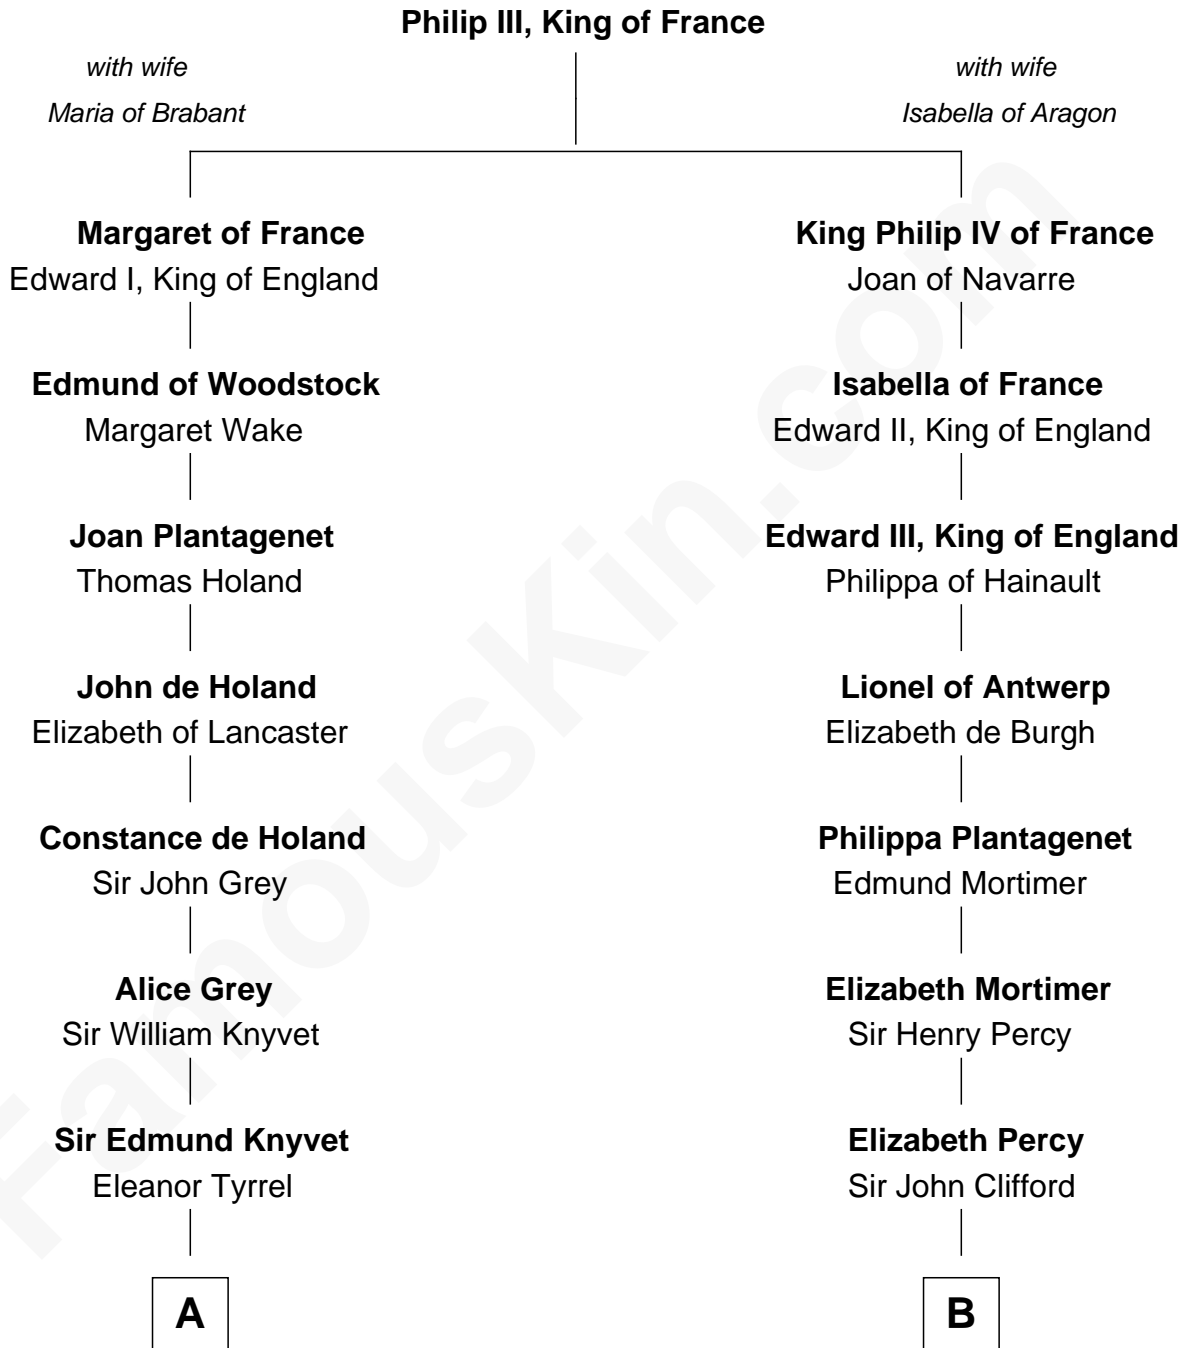 Philip III, King of France
with wife
Maria of Brabant
with wife
Isabella of Aragon
Margaret of France
Edward I, King of England
King Philip IV of France
Joan of Navarre
Edmund of Woodstock
Margaret Wake
Isabella of France
Edward II, King of England
Joan Plantagenet
Thomas Holand
Edward III, King of England
Philippa of Hainault
John de Holand
Elizabeth of Lancaster
Lionel of Antwerp
Elizabeth de Burgh
Constance de Holand
Sir John Grey
Philippa Plantagenet
Edmund Mortimer
Alice Grey
Sir William Knyvet
Elizabeth Mortimer
Sir Henry Percy
Sir Edmund Knyvet
Eleanor Tyrrel
Elizabeth Percy
Sir John Clifford
A
B
FamousKin.com